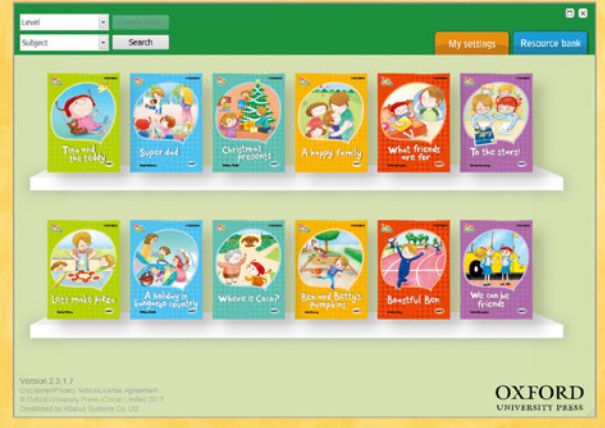 Level
Subject
Search
My settings
Resource bank
Tina and
the teddy
Super dad
Christmas
presents
A happy family
What friends
are for
To the stars!
Let's make pizza
A holiday in
kangaroo country
Where is Coco?
Ben and Betty's
pumpkins
Boastful Ben
We can be
friends
Version 2.3.1.7
Disclaimer/Privacy Notice/License Agreement
© Oxford University Press (China) Limited 2017
Developed by Abacus Systems Co. Ltd.
OXFORD
UNIVERSITY PRESS